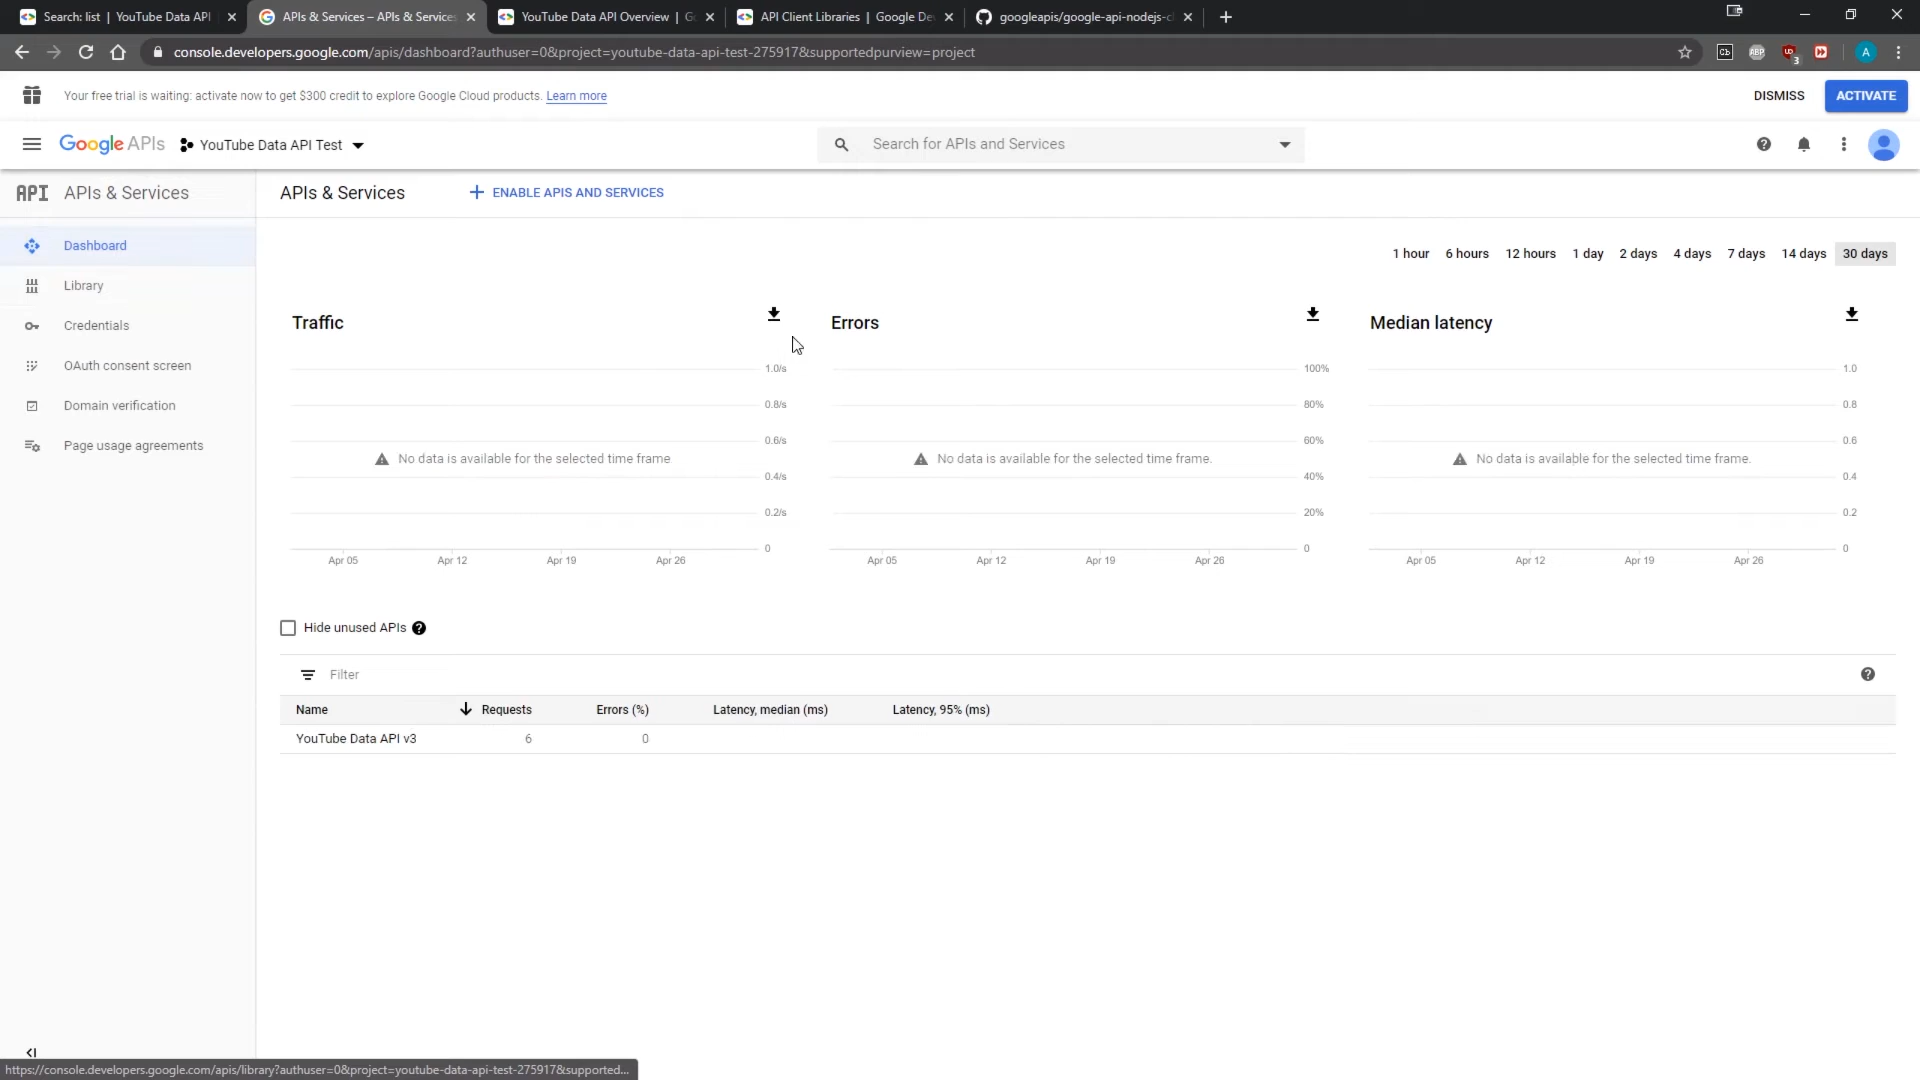 Search: list | YouTube Data API
APIs & Services – APIs & Services
YouTube Data API Overview | G
API Client Libraries | Google De
googleapis/google-api-nodejs-cl
console.developers.google.com/apis/dashboard?authuser=0&project=youtube-data-api-test-275917&supportedpurview=project
Cb
ABP
3
A
Your free trial is waiting: activate now to get $300 credit to explore Google Cloud products. Learn more
DISMISS
ACTIVATE
Google APIs
YouTube Data API Test
Search for APIs and Services
API APIs & Services
APIs & Services
ENABLE APIS AND SERVICES
Dashboard
Library
Credentials
OAuth consent screen
Domain verification
Page usage agreements
1 hour 6 hours 12 hours 1 day 2 days 4 days 7 days 14 days 30 days
Traffic
1.0/s
0.8/s
0.6/s
No data is available for the selected time frame
0.4/s
0.2/s
0
Apr 05 Apr 12 Apr 19 Apr 26
Errors
100%
80%
60%
No data is available for the selected time frame.
40%
20%
0
Apr 05 Apr 12 Apr 19 Apr 26
Median latency
1.0
0.8
0.6
No data is available for the selected time frame.
0.4
0.2
0
Apr 05 Apr 12 Apr 19 Apr 26
Hide unused APIs
Filter
Name Requests Errors (%) Latency, median (ms) Latency, 95% (ms)
YouTube Data API v3 6 0
https://console.developers.google.com/apis/library?authuser=0&project=youtube-data-api-test-275917&supported...